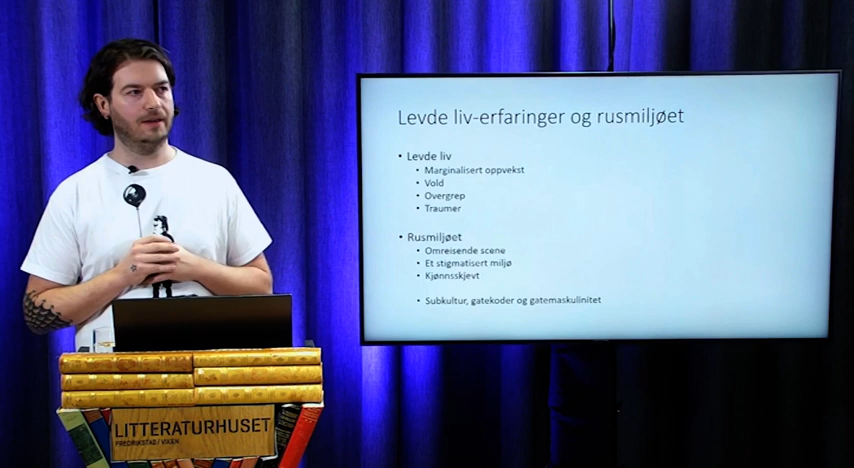 Levde liv-erfaringer og rusmiljøet
• Levde liv
• Marginalisert oppvekst
• Vold
• Overgrep
• Traumer
• Rusmiljøet
• Omreisende scene
• Et stigmatisert miljø
• Kjønnsskjevt
• Subkultur, gatekoder og gatemaskulinitet
LITTERATURHUSET
FREDRIKSTAD / VIKEN